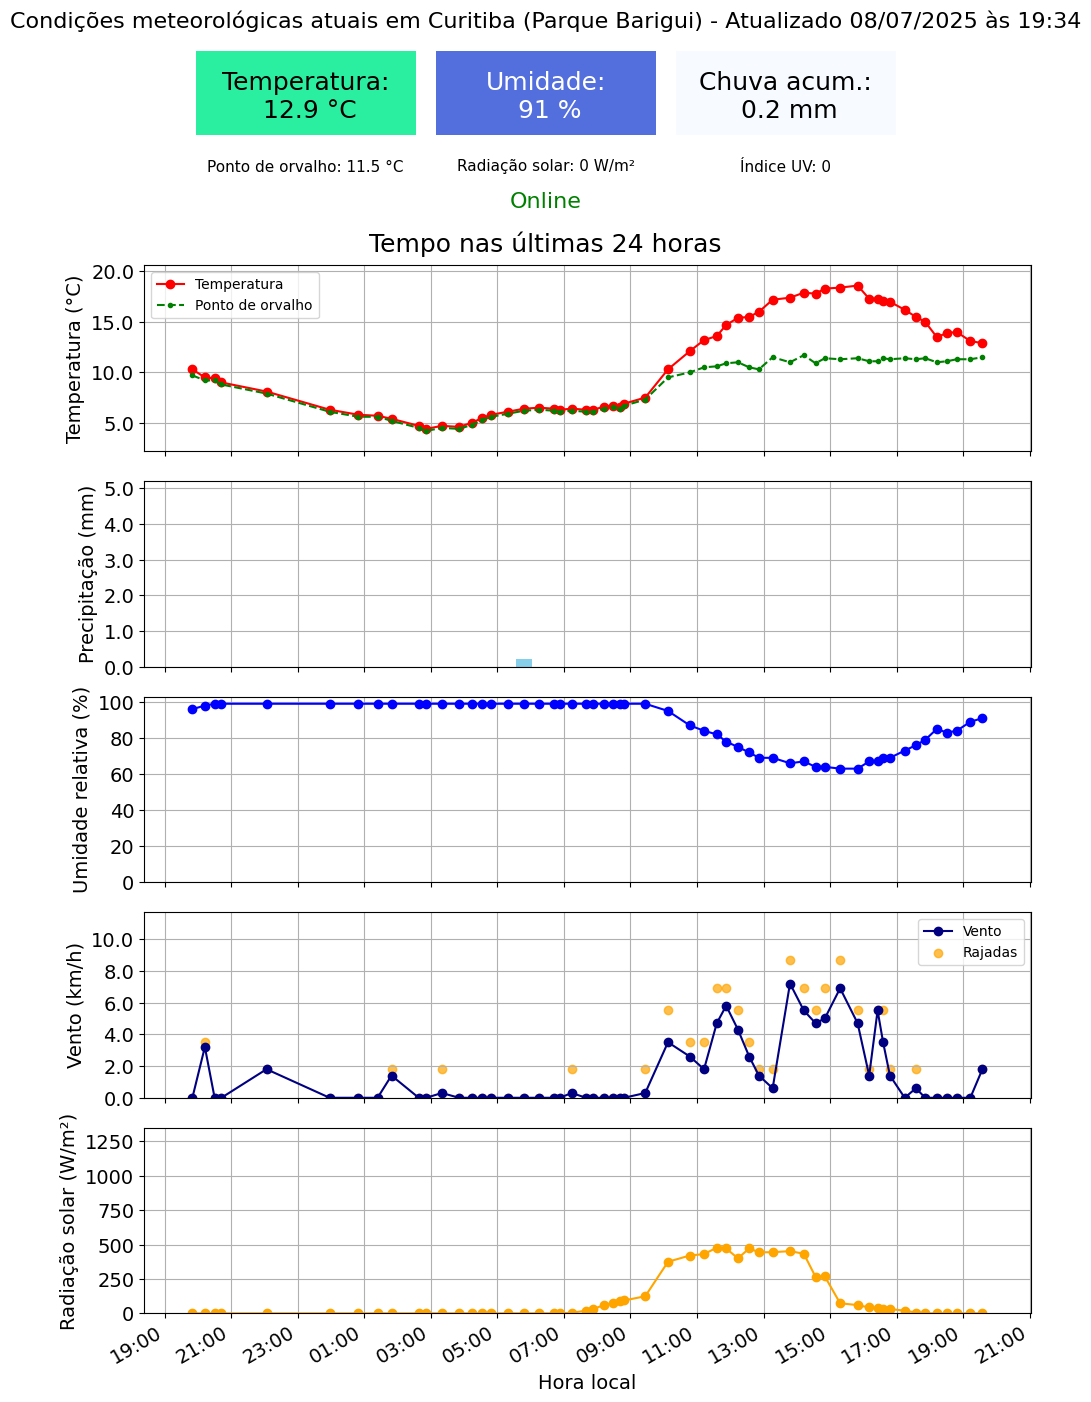 Condições meteorológicas atuais em Curitiba (Parque Barigui) - Atualizado 08/07/2025 às 19:34
Temperatura:
12.9 °C
Umidade:
91 %
Chuva acum.:
0.2 mm
Ponto de orvalho: 11.5 °C
Radiação solar: 0 W/m²
Índice UV: 0
Online
Tempo nas últimas 24 horas
Temperatura (°C)
20.0
15.0
10.0
5.0
Temperatura
Ponto de orvalho
Precipitação (mm)
5.0
4.0
3.0
2.0
1.0
0.0
Umidade relativa (%)
100
80
60
40
20
0
Vento (km/h)
10.0
8.0
6.0
4.0
2.0
0.0
Vento
Rajadas
Radiação solar (W/m²)
1250
1000
750
500
250
0
19:00
21:00
23:00
01:00
03:00
05:00
07:00
09:00
11:00
13:00
15:00
17:00
19:00
21:00
Hora local